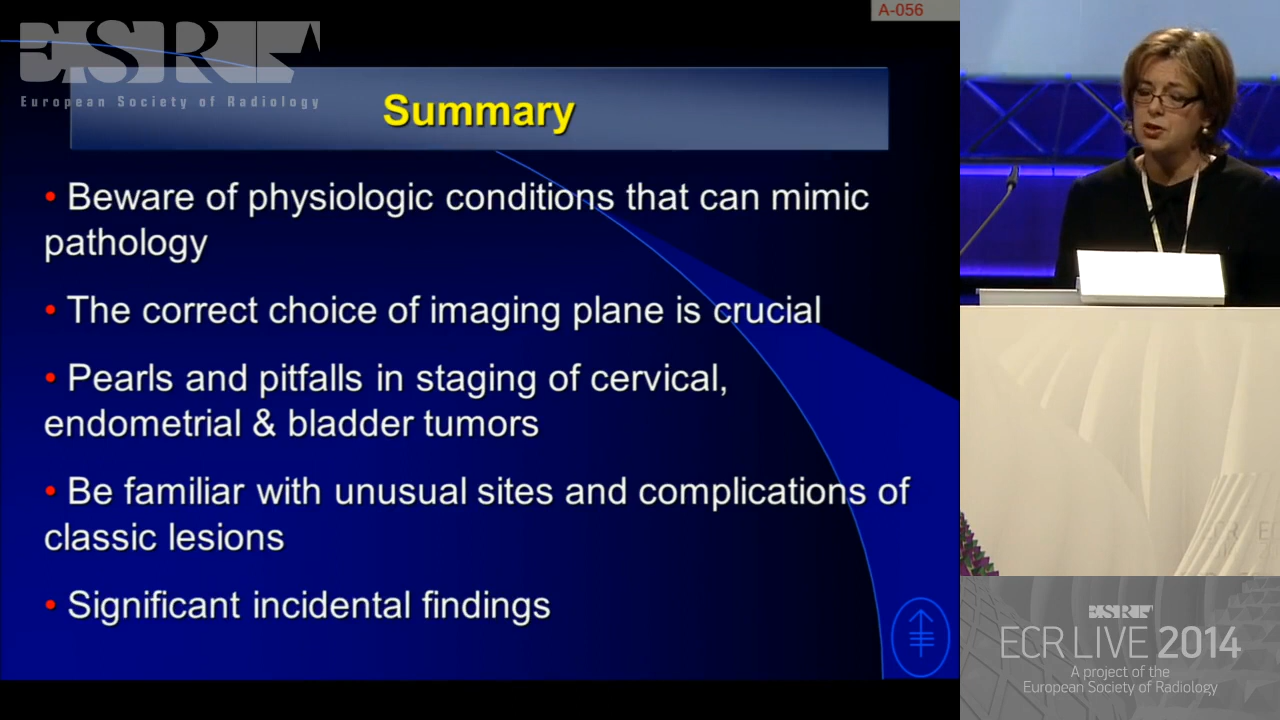 A-056
ESR
European Society of Radiology
Summary
• Beware of physiologic conditions that can mimic
pathology
• The correct choice of imaging plane is crucial
• Pearls and pitfalls in staging of cervical,
endometrial & bladder tumors
• Be familiar with unusual sites and complications of
classic lesions
• Significant incidental findings
ESR
ECR LIVE 2014
A project of the
European Society of Radiology